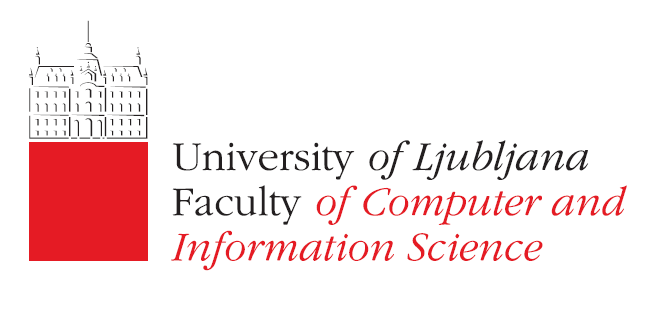 University of Ljubljana
Faculty of Computer and
Information Science